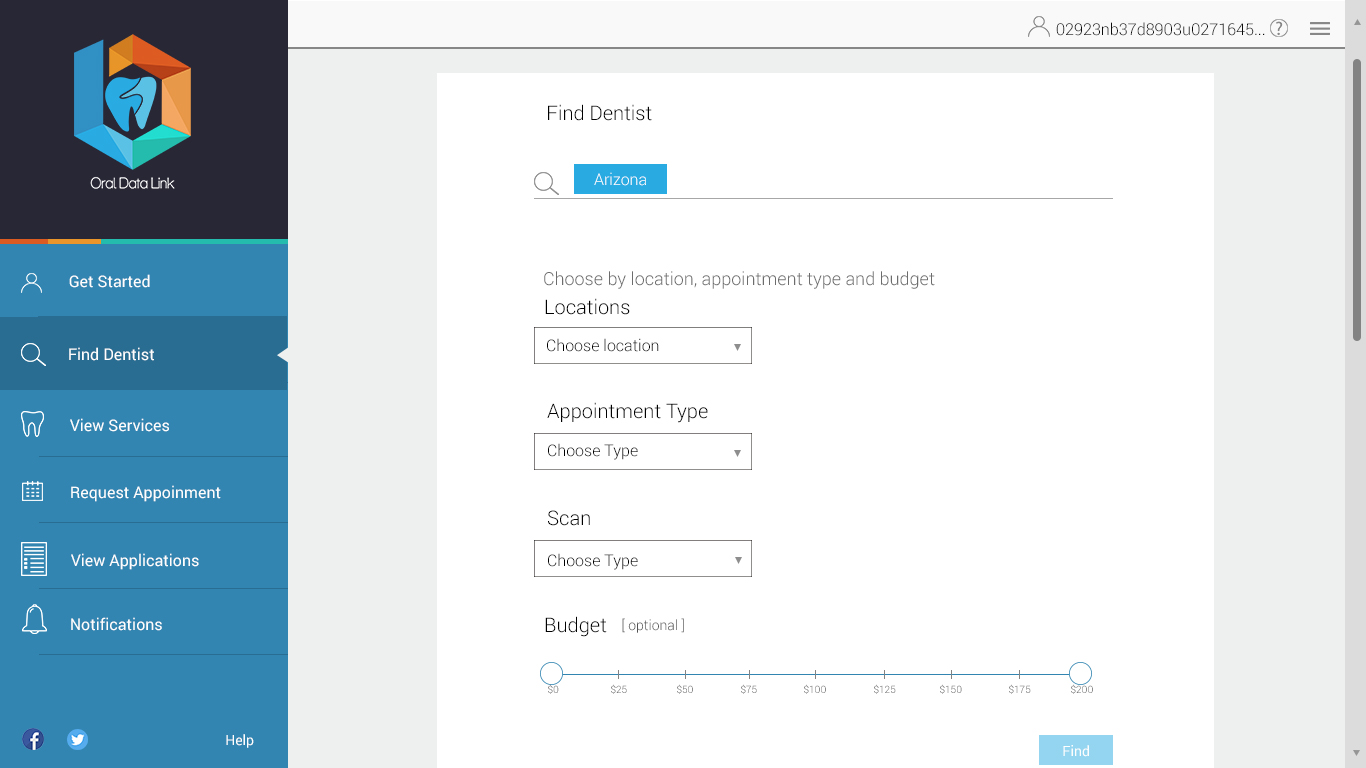 02923nb37d8903u0271645... ?
Oral Data Link
Get Started
Find Dentist
View Services
Request Appoinment
View Applications
Notifications
f
Help
Find Dentist
Arizona
Choose by location, appointment type and budget
Locations
Choose location
Appointment Type
Choose Type
Scan
Choose Type
Budget [ optional ]
$0 $25 $50 $75 $100 $125 $150 $175 $200
Find